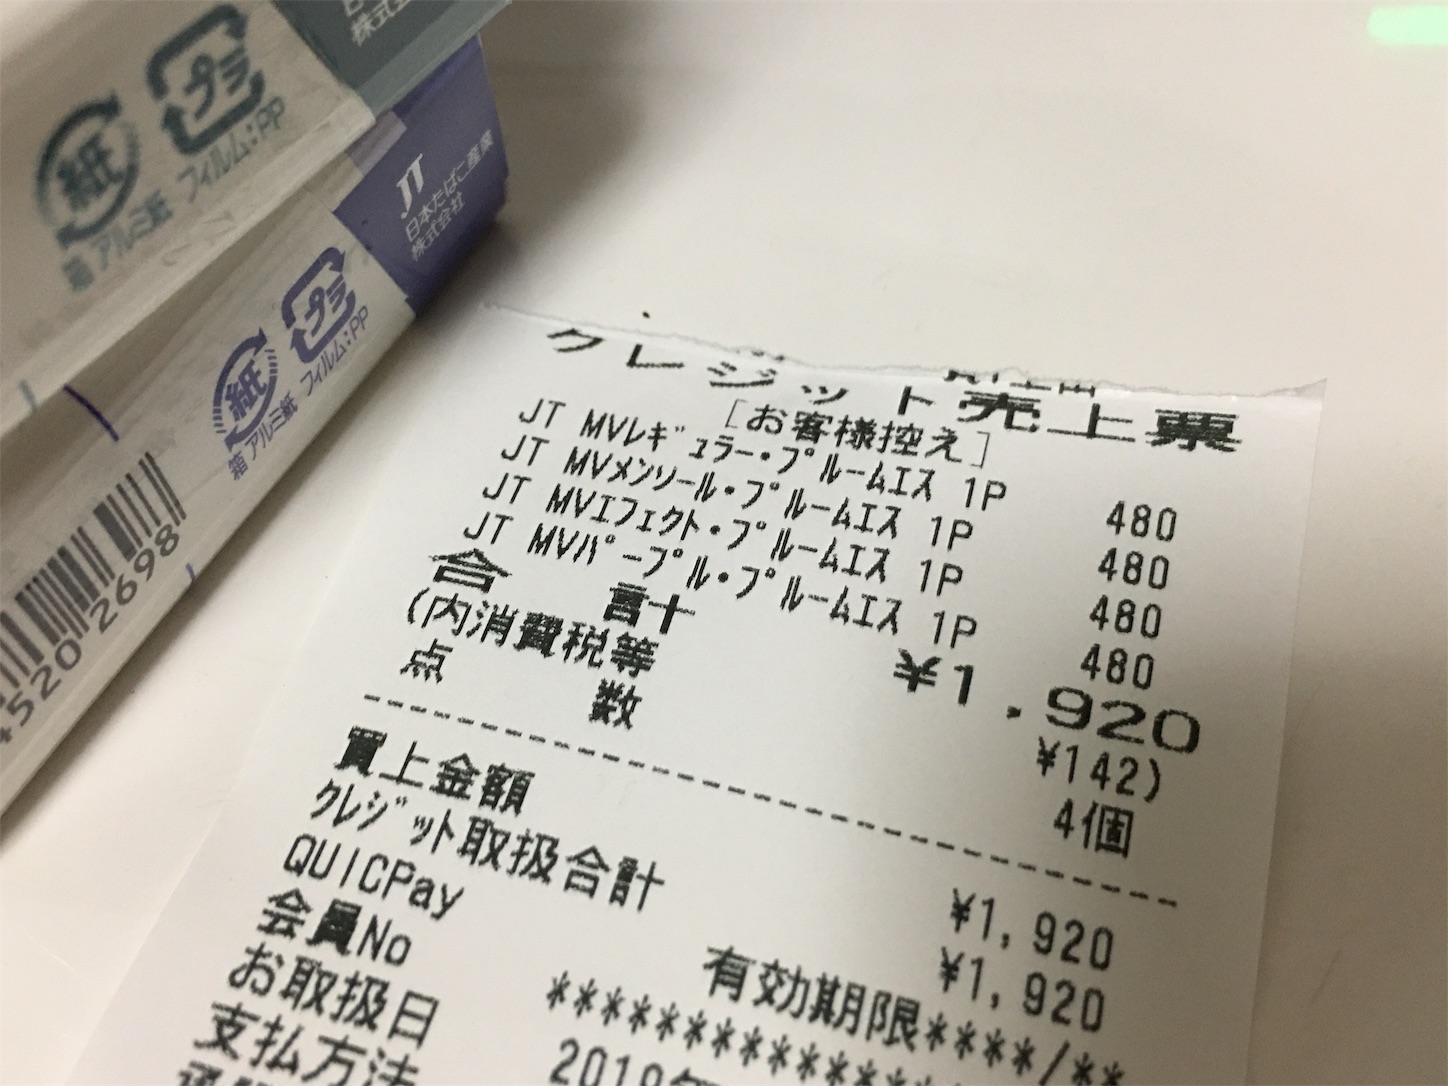 株式会
プラ
紙
フィルム:PP
箱 アルミ紙
JT
日本たばこ産業
株式会社
プラ
紙
フィルム:PP
箱 アルミ紙
4520 2698
クレジット売上票
[お客様控え]
JT MVレギュラー・プルームエス 1P 480
JT MVメンソール・プルームエス 1P 480
JT MVエフェクト・プルームエス 1P 480
JT MVパープル・プルームエス 1P 480
合 計 ¥1,920
(内消費税等 ¥142)
点 数 4個
買上金額 ¥1,920
クレジット取扱合計 ¥1,920
QUICPay 有効期限****/**
会員No **************
お取扱日 2019年
支払方法